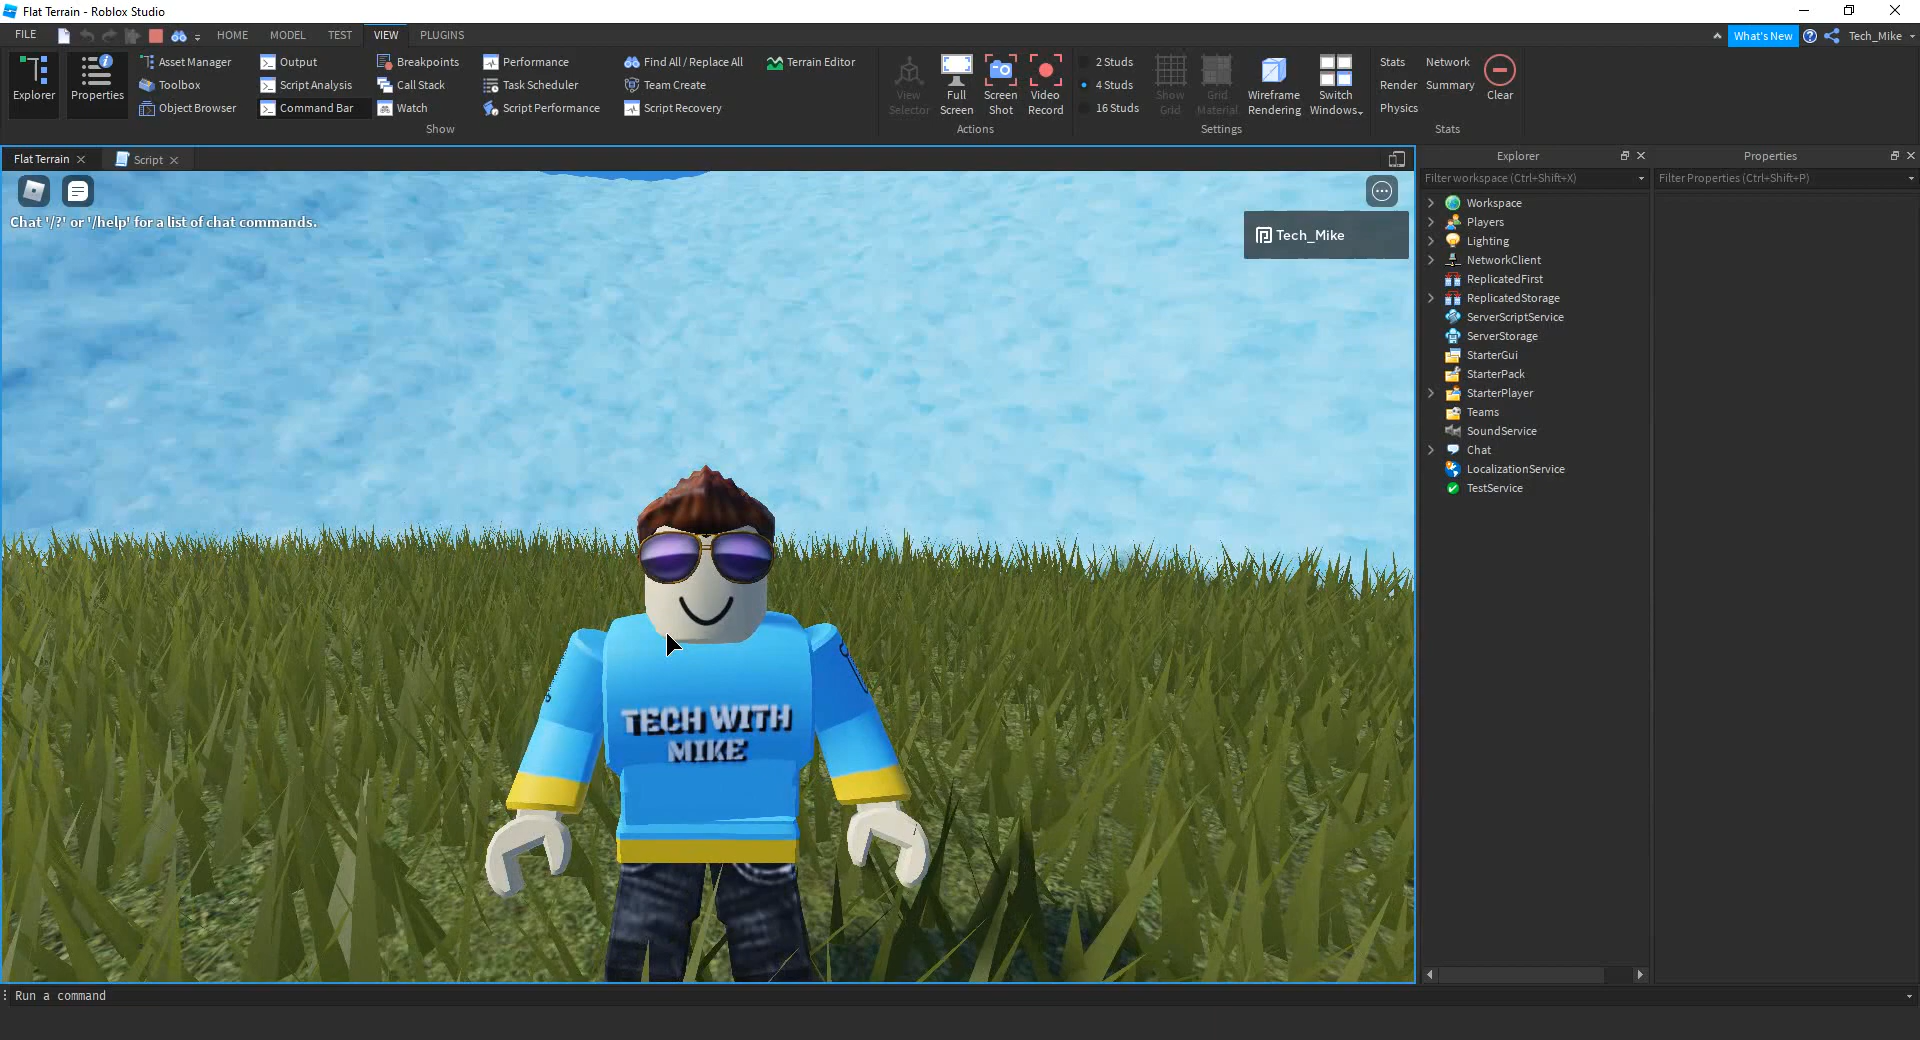 Flat Terrain - Roblox Studio
FILE HOME MODEL TEST VIEW PLUGINS What's New Tech_Mike
Explorer
Properties
Asset Manager
Toolbox
Object Browser
Output
Script Analysis
Command Bar
Breakpoints
Call Stack
Watch
Performance
Task Scheduler
Script Performance
Find All / Replace All
Team Create
Script Recovery
Terrain Editor
Show
View
Selector
Full
Screen
Screen
Shot
Video
Record
Actions
2 Studs
4 Studs
16 Studs
Show
Grid
Grid
Material
Wireframe
Rendering
Switch
Windows
Settings
Stats
Network
Render
Summary
Physics
Clear
Stats
Flat Terrain
Script
Chat '/?' or '/help' for a list of chat commands.
Tech_Mike
TECH WITH
MIKE
Explorer
Filter workspace (Ctrl+Shift+X)
Workspace
Players
Lighting
NetworkClient
ReplicatedFirst
ReplicatedStorage
ServerScriptService
ServerStorage
StarterGui
StarterPack
StarterPlayer
Teams
SoundService
Chat
LocalizationService
TestService
Properties
Filter Properties (Ctrl+Shift+P)
Run a command